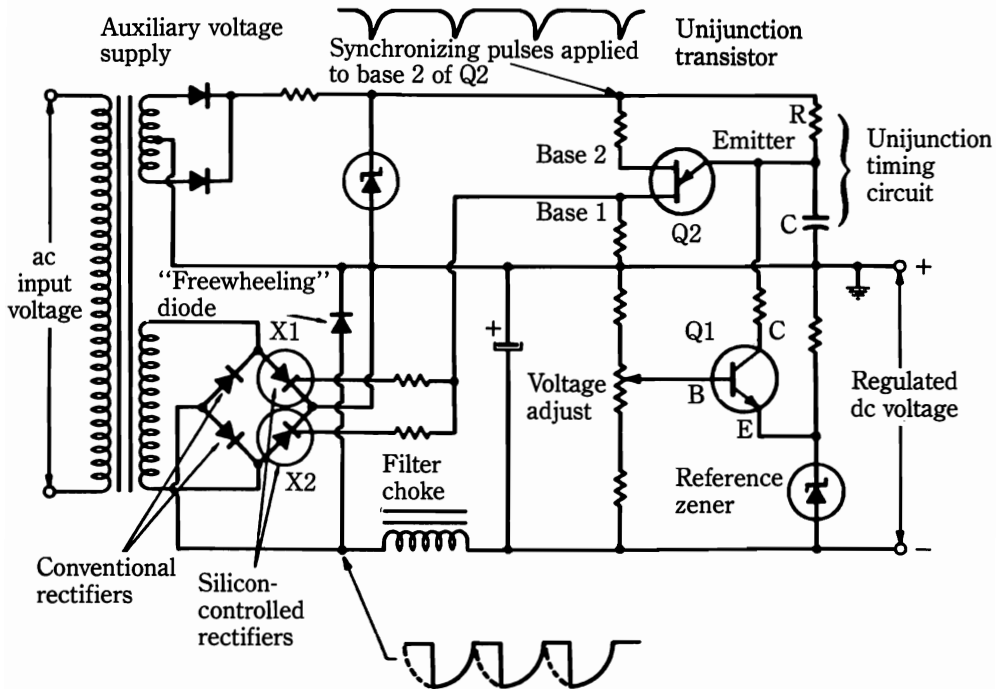 Auxiliary voltage
supply
Synchronizing pulses applied
to base 2 of Q2
Unijunction
transistor
R
Emitter
Unijunction
timing
circuit
Base 2
Base 1
Q2
C
ac
input
voltage
"Freewheeling"
diode
+
X1
+
Q1
C
Voltage
adjust
B
Regulated
dc voltage
E
X2
Filter
choke
Reference
zener
–
Conventional
rectifiers
Silicon-
controlled
rectifiers